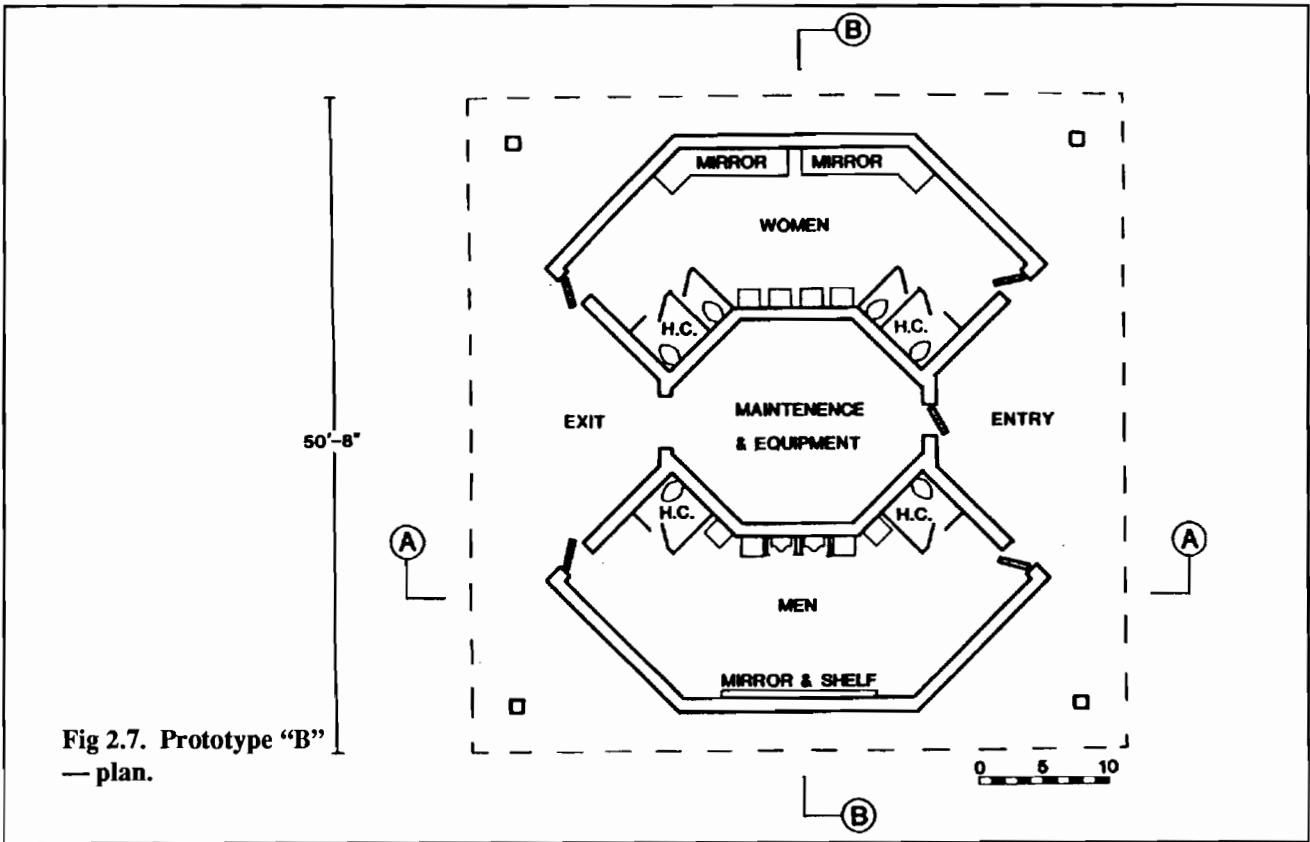 B
MIRROR MIRROR
WOMEN
H.C. H.C.
EXIT
MAINTENENCE
& EQUIPMENT
ENTRY
50'-8"
H.C. H.C.
A A
MEN
MIRROR & SHELF
Fig 2.7. Prototype “B”
— plan.
0 5 10
B